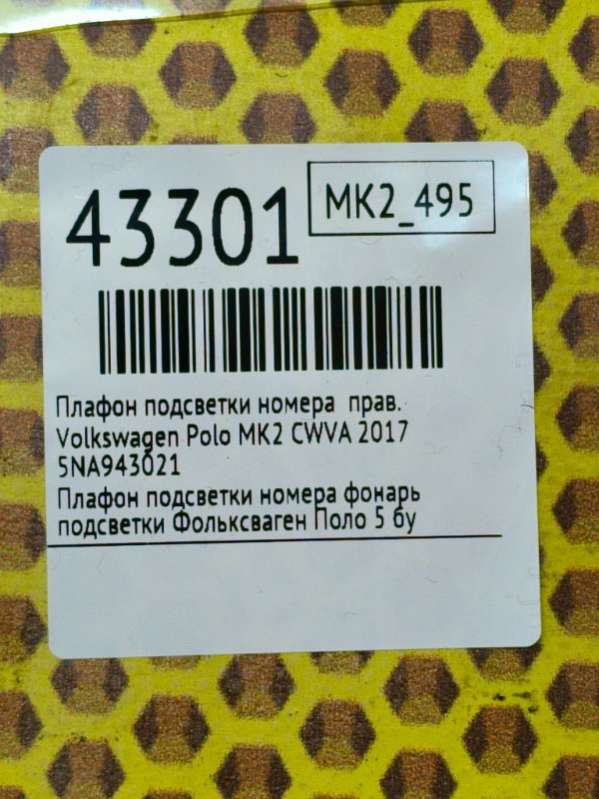 43301
MK2_495
Плафон подсветки номера прав.
Volkswagen Polo MK2 CWVA 2017
5NA943021
Плафон подсветки номера фонарь
подсветки Фольксваген Поло 5 бу